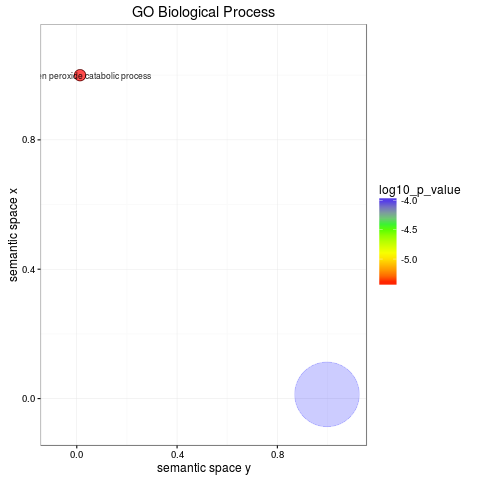 GO Biological Process
en peroxide catabolic process
semantic space x
0.8
0.4
0.0
0.0
0.4
0.8
semantic space y
log10_p_value
-4.0
-4.5
-5.0